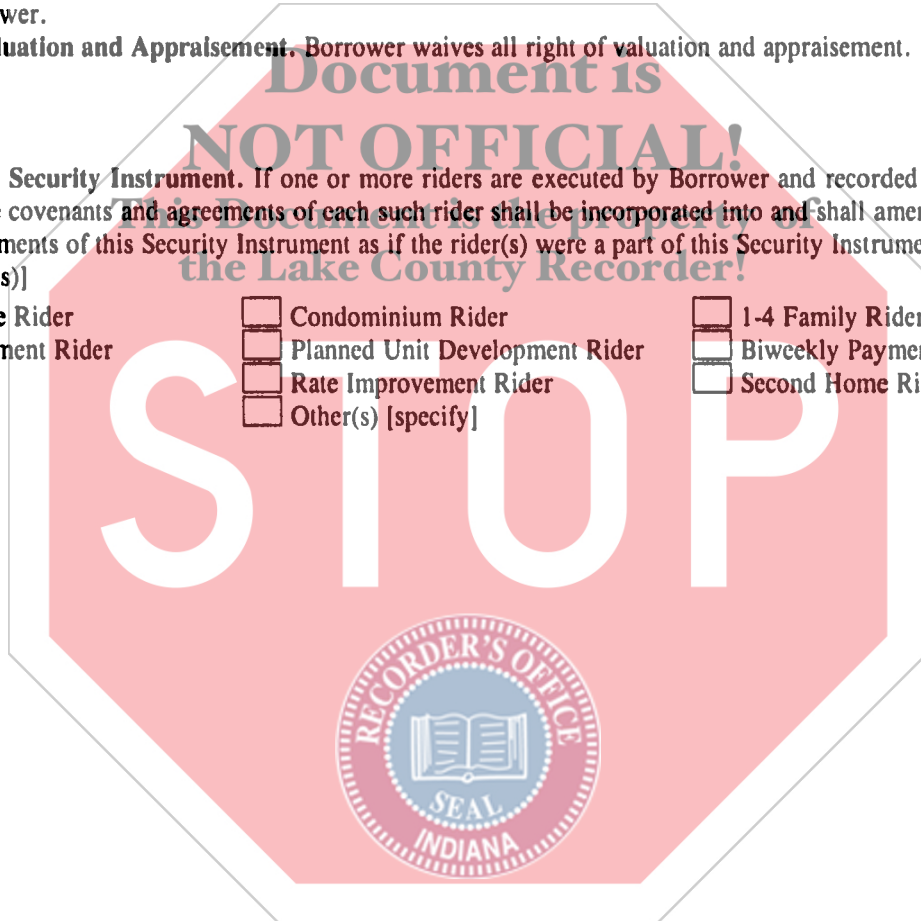 wer.
luation and Appraisement. Borrower waives all right of valuation and appraisement.
Document is
NOT OFFICIAL!
Security Instrument. If one or more riders are executed by Borrower and recorded
covenants and agreements of each such rider shall be incorporated into and shall amen
This Document is the property of
ments of this Security Instrument as if the rider(s) were a part of this Security Instrume
the Lake County Recorder!
s)]
e Rider
Condominium Rider
1-4 Family Rider
ment Rider
Planned Unit Development Rider
Biweekly Paymen
Rate Improvement Rider
Second Home Ri
Other(s) [specify]
STOP
RECORDER'S OFFICE
SEAL
INDIANA